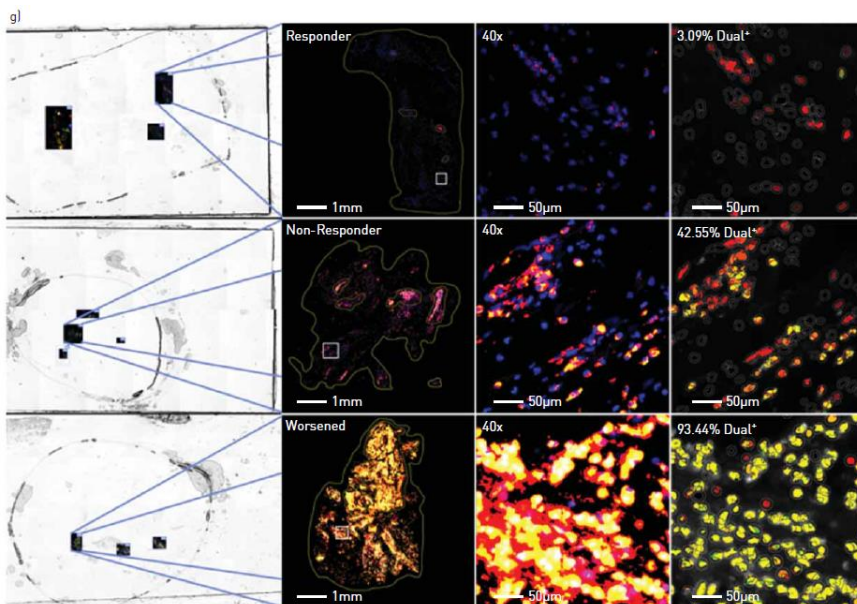 g)
Responder
40x
3.09% Dual⁺
1mm
50µm
50µm
Non-Responder
40x
42.55% Dual⁺
1mm
50µm
50µm
Worsened
40x
93.44% Dual⁺
1mm
50µm
50µm